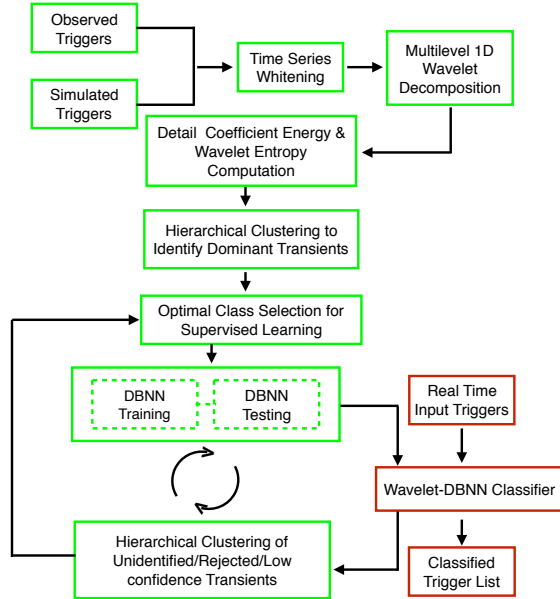 Observed
Triggers
Simulated
Triggers
Time Series
Whitening
Multilevel 1D
Wavelet
Decomposition
Detail Coefficient Energy &
Wavelet Entropy
Computation
Hierarchical Clustering to
Identify Dominant Transients
Optimal Class Selection for
Supervised Learning
DBNN
Training
DBNN
Testing
Real Time
Input Triggers
Wavelet-DBNN Classifier
Hierarchical Clustering of
Unidentified/Rejected/Low
confidence Transients
Classified
Trigger List